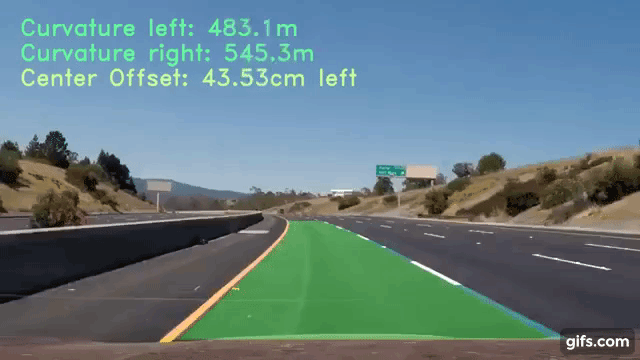 Curvature left: 483.1m
Curvature right: 545.3m
Center Offset: 43.53cm left
gifs.com